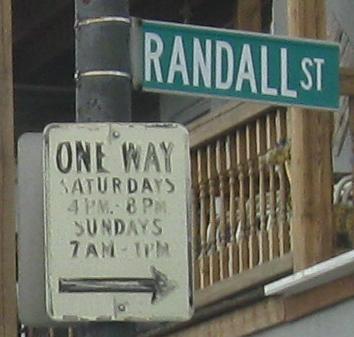 RANDALL ST
ONE WAY
SATURDAYS
4 PM - 8 PM
SUNDAYS
7 AM - 1 PM